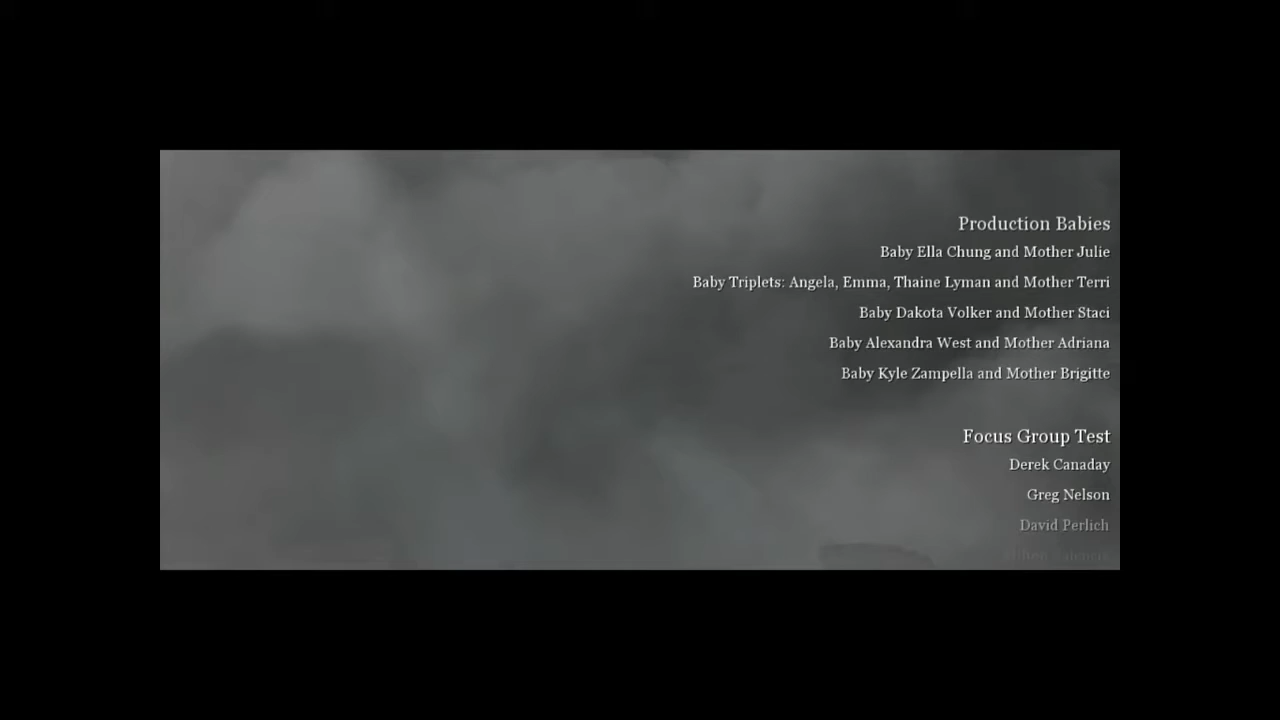 Production Babies
Baby Ella Chung and Mother Julie
Baby Triplets: Angela, Emma, Thaine Lyman and Mother Terri
Baby Dakota Volker and Mother Staci
Baby Alexandra West and Mother Adriana
Baby Kyle Zampella and Mother Brigitte
Focus Group Test
Derek Canaday
Greg Nelson
David Perlich